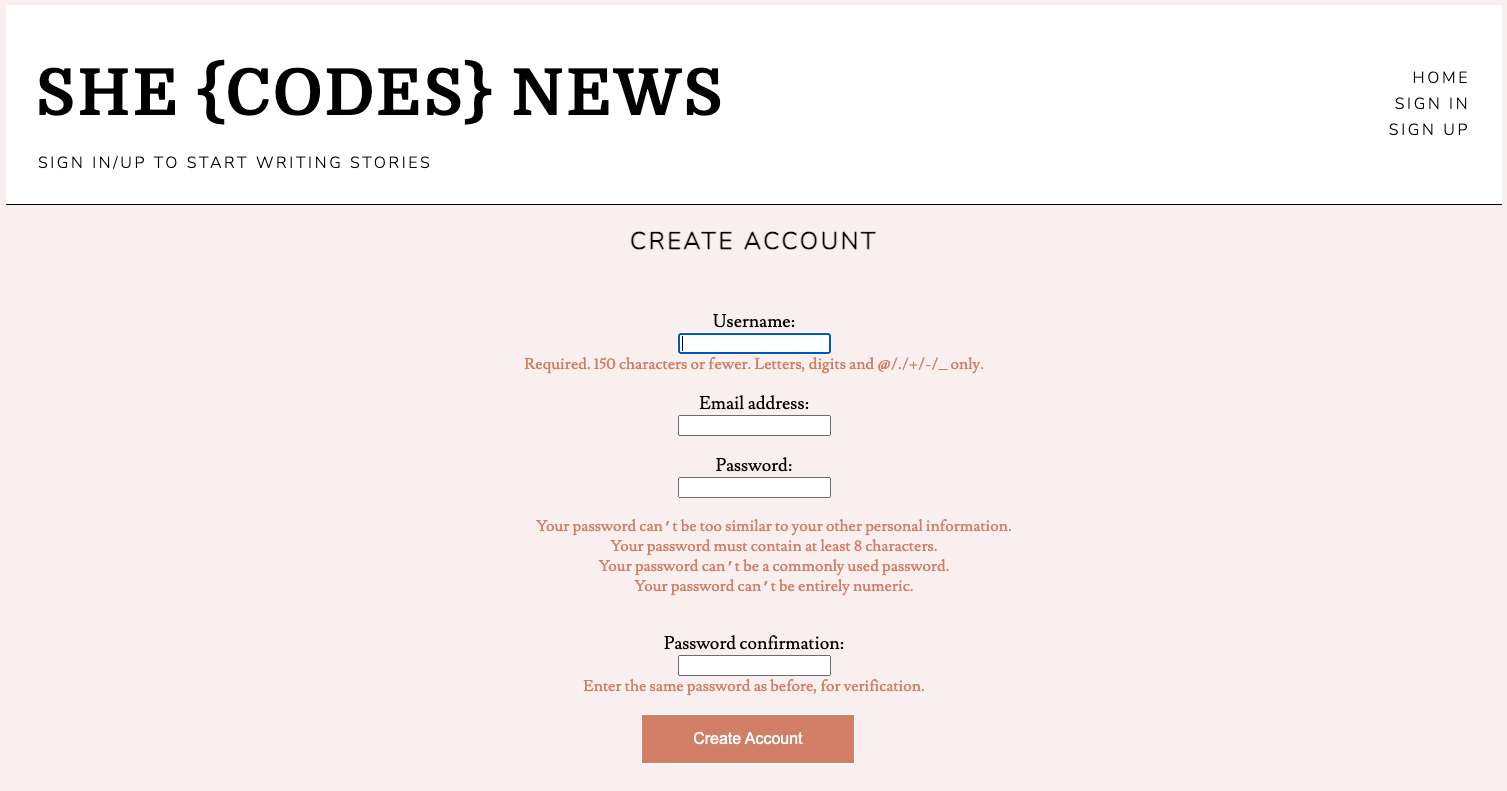 SHE {CODES} NEWS
SIGN IN/UP TO START WRITING STORIES
HOME
SIGN IN
SIGN UP
CREATE ACCOUNT
Username:
Required. 150 characters or fewer. Letters, digits and @/./+/-/_ only.
Email address:
Password:
Your password can′t be too similar to your other personal information.
Your password must contain at least 8 characters.
Your password can′t be a commonly used password.
Your password can′t be entirely numeric.
Password confirmation:
Enter the same password as before, for verification.
Create Account